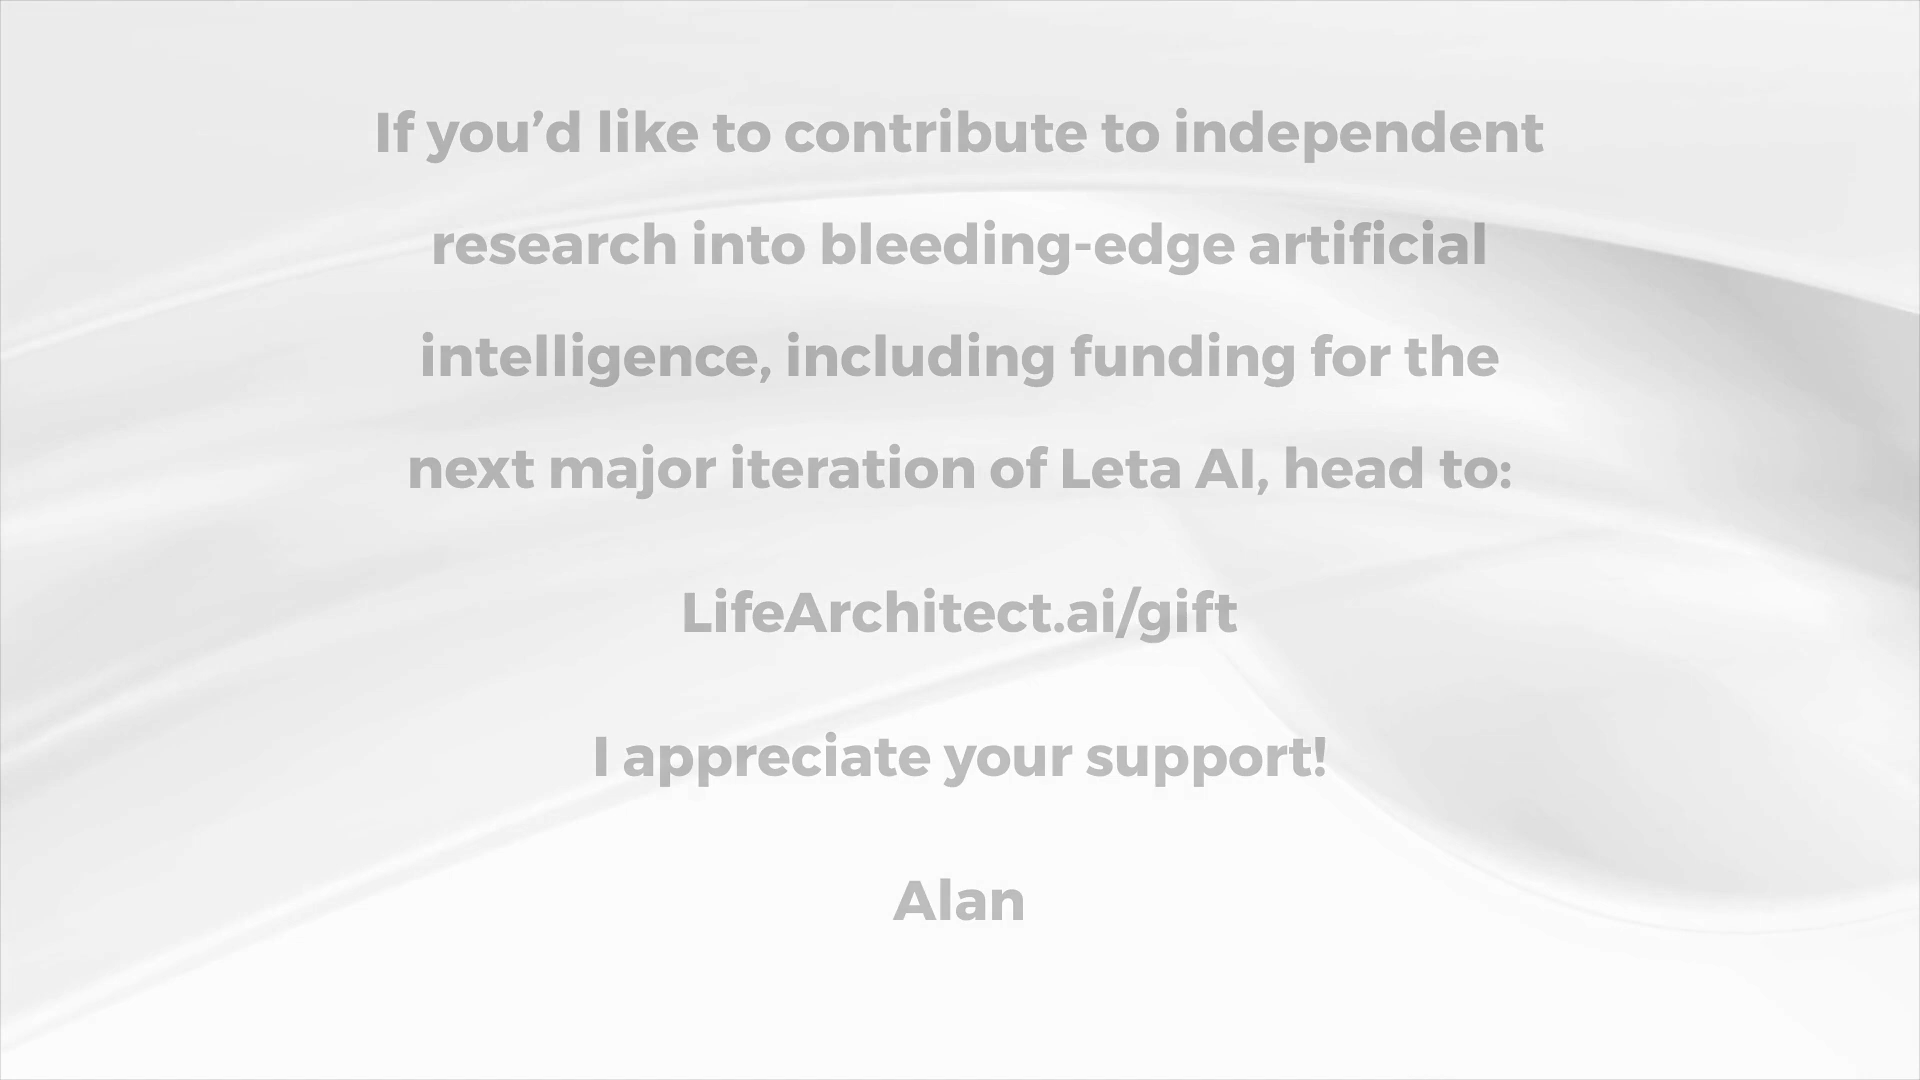 If you’d like to contribute to independent
research into bleeding-edge artificial
intelligence, including funding for the
next major iteration of Leta AI, head to:
LifeArchitect.ai/gift
I appreciate your support!
Alan